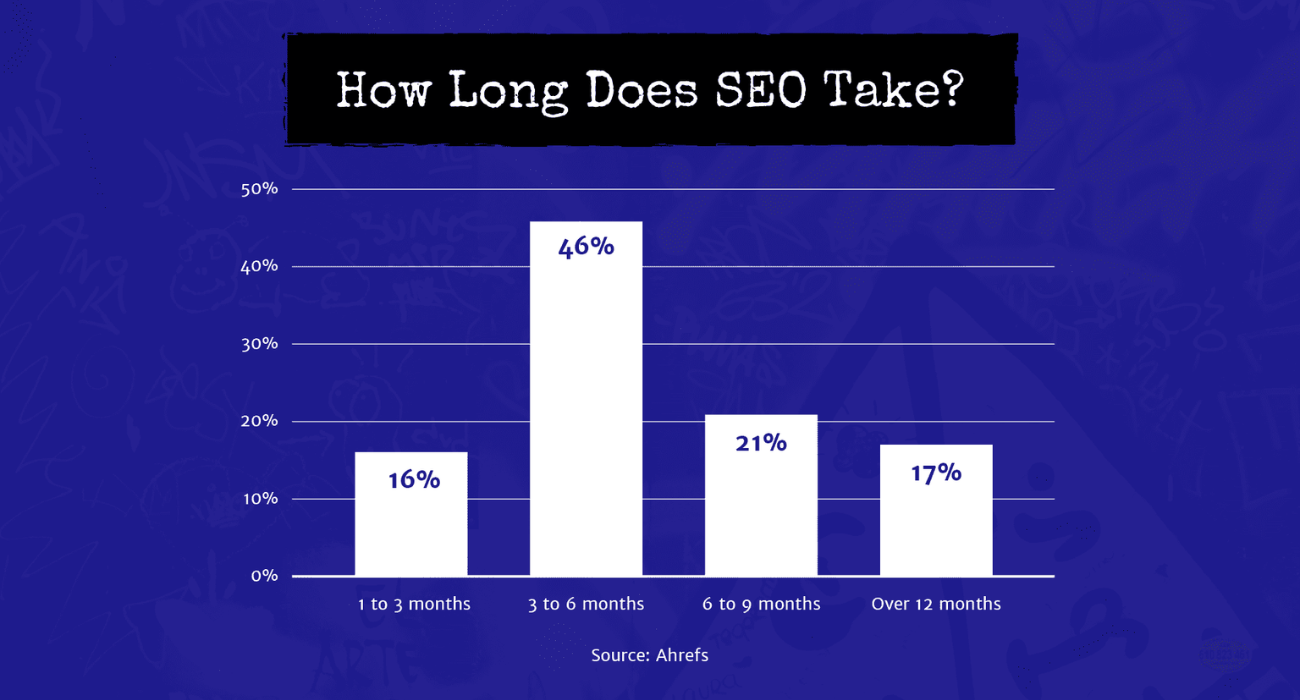 How Long Does SEO Take?
50%
40%
30%
20%
10%
0%
46%
16%
21%
17%
1 to 3 months
3 to 6 months
6 to 9 months
Over 12 months
Source: Ahrefs